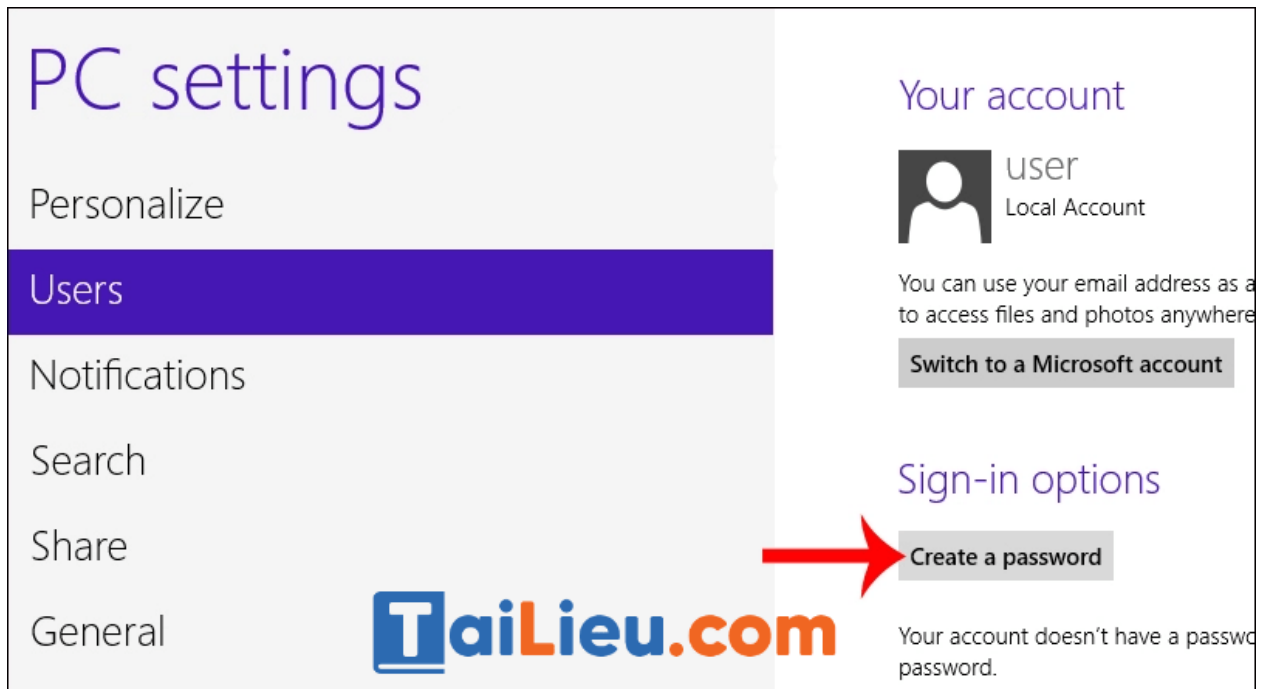 PC settings
Personalize
Users
Notifications
Search
Share
General
Your account
user
Local Account
You can use your email address as a
to access files and photos anywhere
Switch to a Microsoft account
Sign-in options
Create a password
Your account doesn't have a
password.
TaiLieu.com